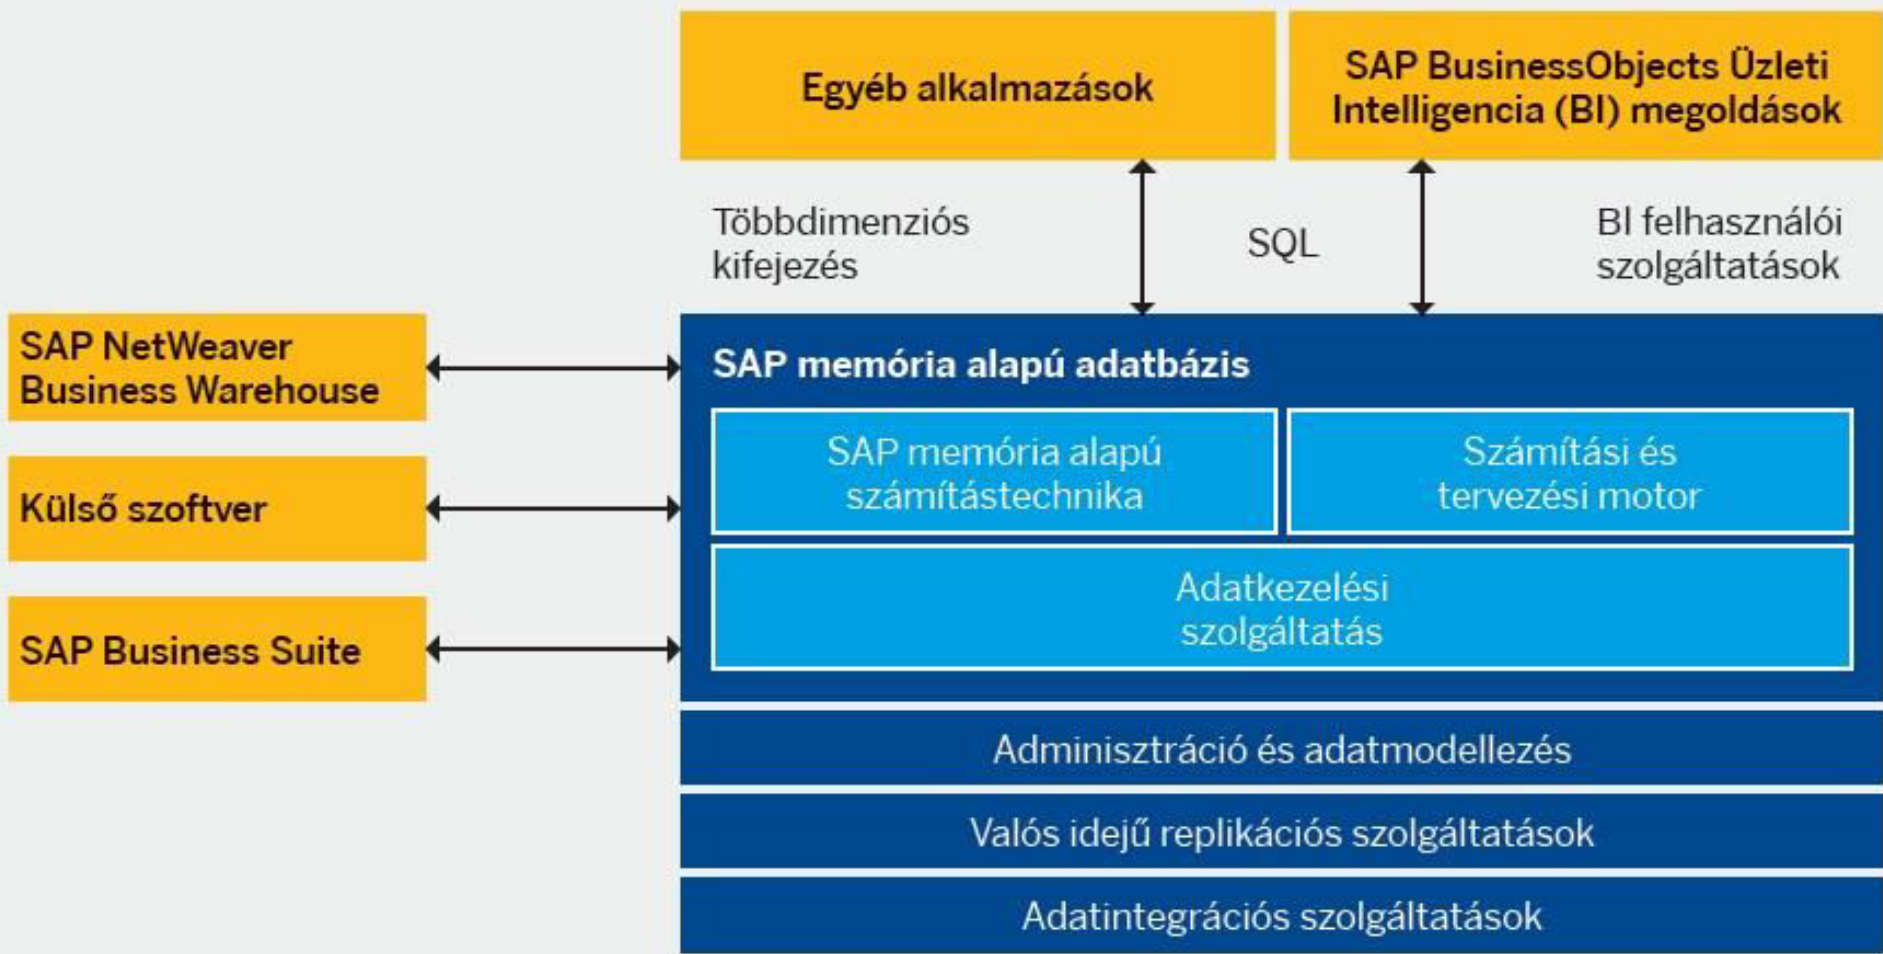 Egyéb alkalmazások
SAP BusinessObjects Üzleti
Intelligencia (BI) megoldások
Többdimenziós
kifejezés
SQL
BI felhasználói
szolgáltatások
SAP NetWeaver
Business Warehouse
Külső szoftver
SAP Business Suite
SAP memória alapú adatbázis
SAP memória alapú
számítástechnika
Számítási és
tervezési motor
Adatkezelési
szolgáltatás
Adminisztráció és adatmodellezés
Valós idejű replikációs szolgáltatások
Adatintegrációs szolgáltatások